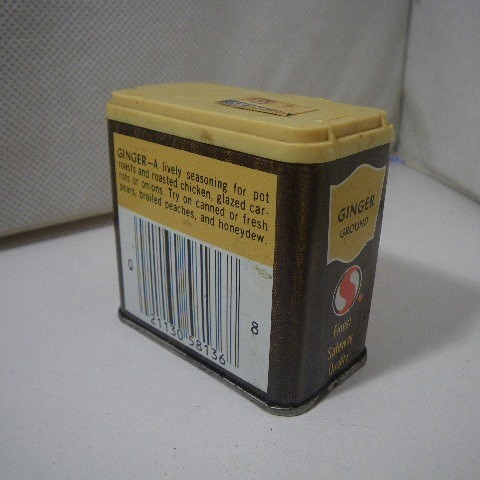 GINGER—A lively seasoning for pot
roasts and roasted chicken, glazed car-
rots or onions. Try on canned or fresh
pears, broiled peaches, and honeydew.
0 21130 58136 8
GINGER
GROUND
S
Finest
Safeway
Quality